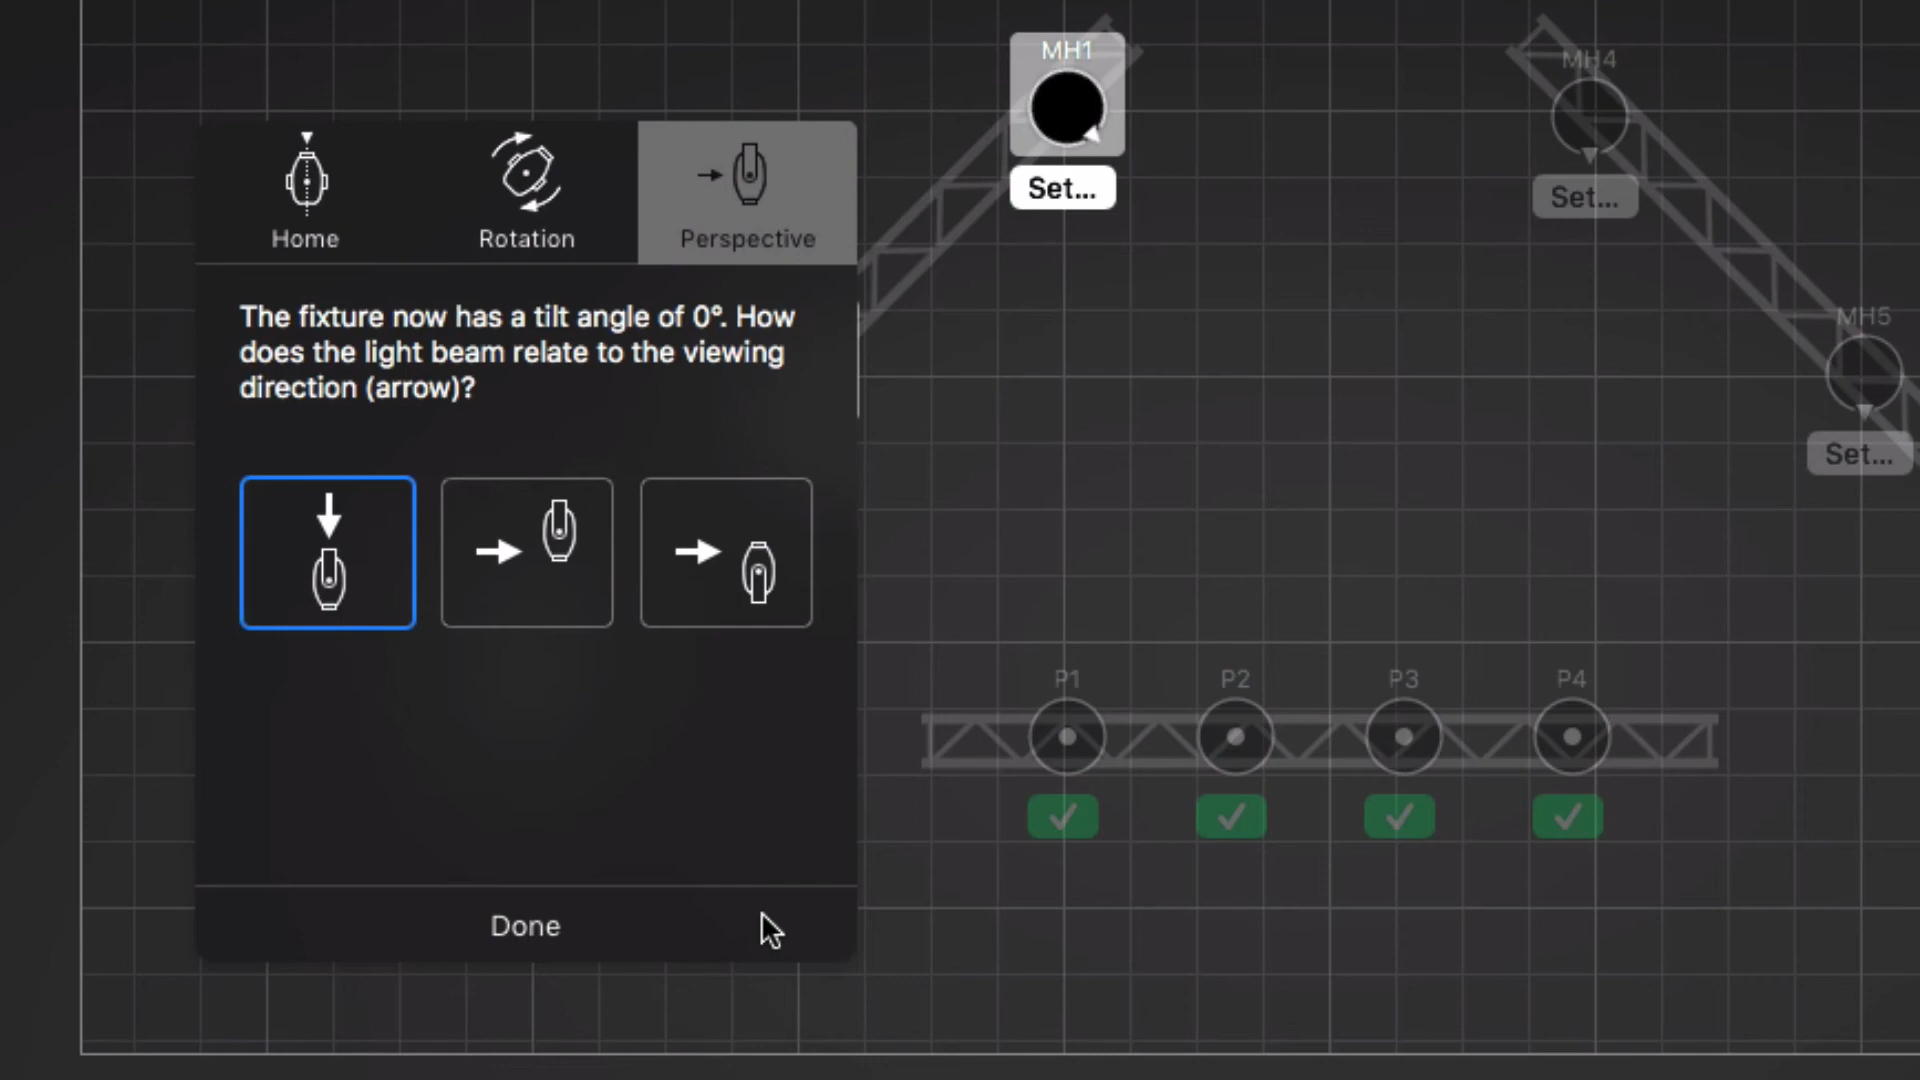 MH1
MH4
Set...
Set...
Home
Rotation
Perspective
The fixture now has a tilt angle of 0°. How
does the light beam relate to the viewing
direction (arrow)?
MH5
Set...
P1
P2
P3
P4
Done